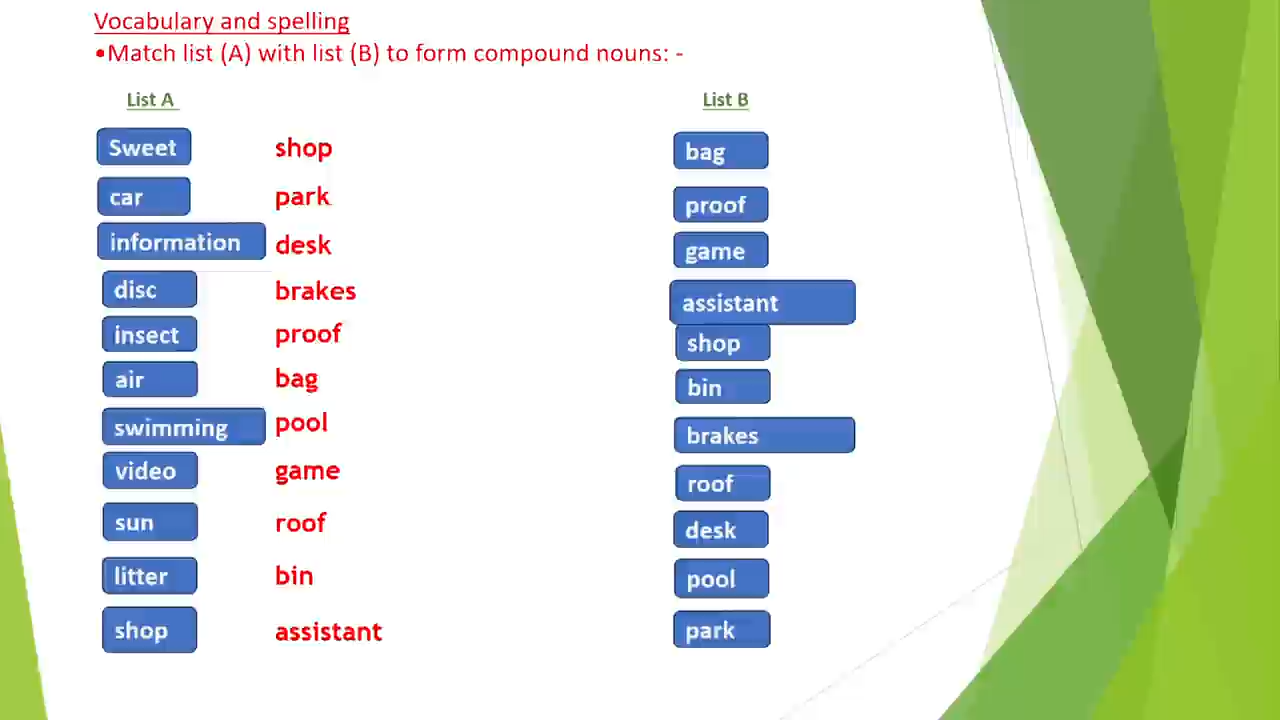 Vocabulary and spelling
•Match list (A) with list (B) to form compound nouns: -
List A List B
Sweet shop bag
car park proof
information desk game
disc brakes assistant
insect proof shop
air bag bin
swimming pool brakes
video game roof
sun roof desk
litter bin pool
shop assistant park